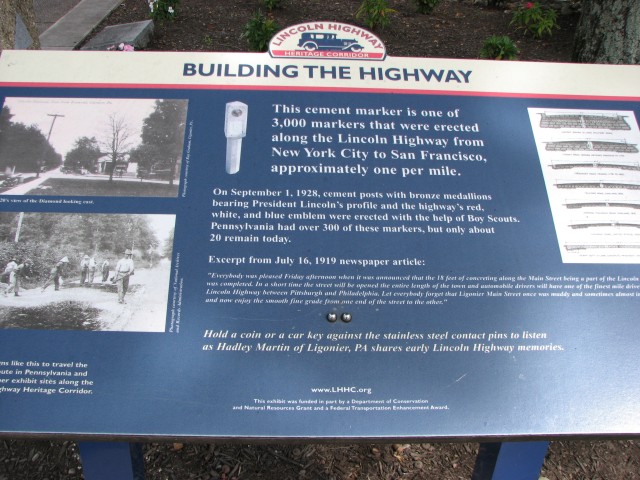 LINCOLN HIGHWAY
HERITAGE CORRIDOR
BUILDING THE HIGHWAY
This cement marker is one of
3,000 markers that were erected
along the Lincoln Highway from
New York City to San Francisco,
approximately one per mile.
On September 1, 1928, cement posts with bronze medallions
bearing President Lincoln's profile and the highway's red,
white, and blue emblem were erected with the help of Boy Scouts.
Pennsylvania had over 300 of these markers, but only about
20 remain today.
Excerpt from July 16, 1919 newspaper article:
"Everybody was pleased Friday afternoon when it was announced that the 18 feet of concreting along the Main Street being a part of the Lincoln
was completed. In a short time the street will be opened the entire length of the town and automobile drivers will have one of the finest mile drive
Lincoln Highway between Pittsburgh and Philadelphia. Let everybody forget that Ligonier Main Street once was muddy and sometimes almost
and now enjoy the smooth fine grade from one end of the street to the other."
Hold a coin or a car key against the stainless steel contact pins to listen
as Hadley Martin of Ligonier, PA shares early Lincoln Highway memories.
www.LHHC.org
This exhibit was funded in part by a Department of Conservation
and Natural Resources Grant and a Federal Transportation Enhancement Award.
28's view of the Diamond looking east.
ns like this to travel the
ute in Pennsylvania and
er exhibit sites along the
ghway Heritage Corridor.